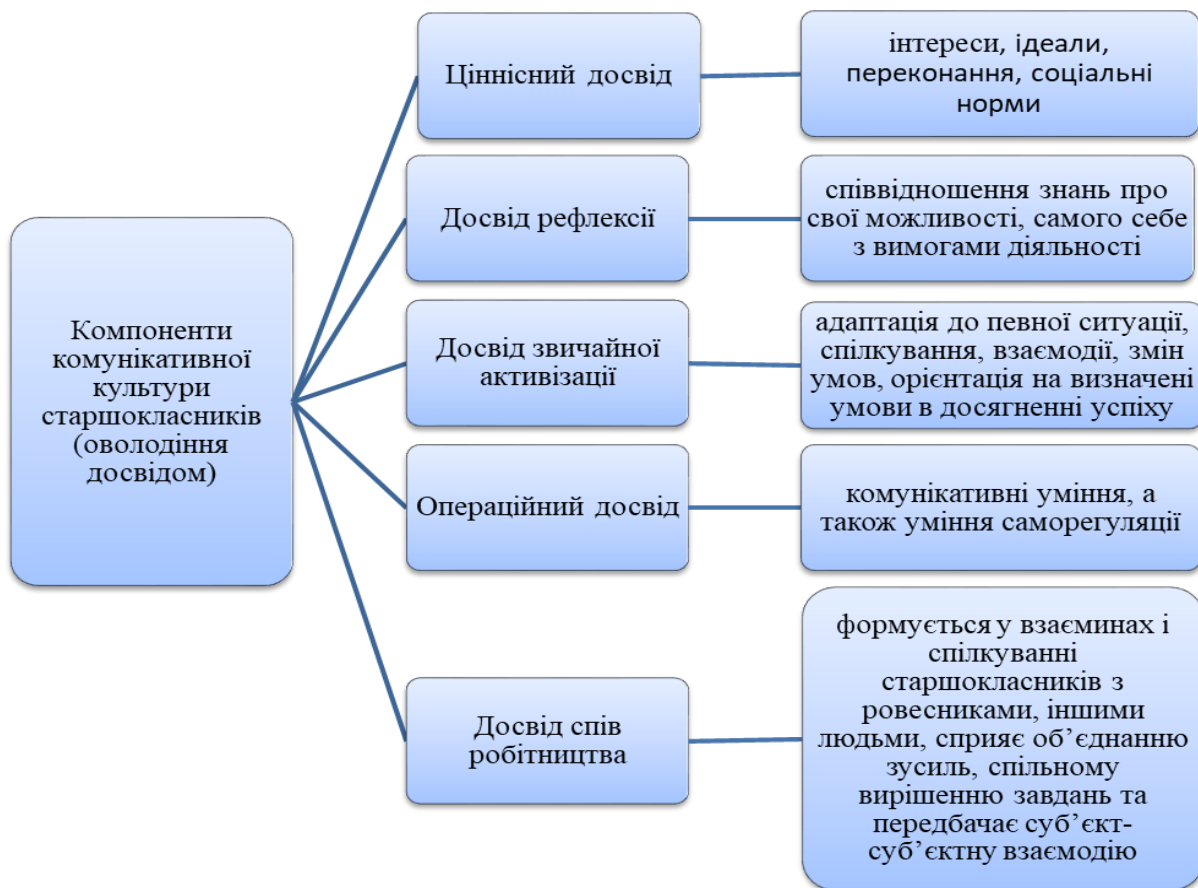 Компоненти
комунікативної
культури
старшокласників
(оволодіння
досвідом)
Ціннісний досвід
інтереси, ідеали,
переконання, соціальні
норми
Досвід рефлексії
співвідношення знань про
свої можливості, самого себе
з вимогами діяльності
Досвід звичайної
активізації
адаптація до певної ситуації,
спілкування, взаємодії, змін
умов, орієнтація на визначені
умови в досягненні успіху
Операційний досвід
комунікативні уміння, а
також уміння саморегуляції
Досвід спів
робітництва
формується у взаєминах і
спілкуванні
старшокласників з
ровесниками, іншими
людьми, сприяє об’єднанню
зусиль, спільному
вирішенню завдань та
передбачає суб’єкт-
суб’єктну взаємодію